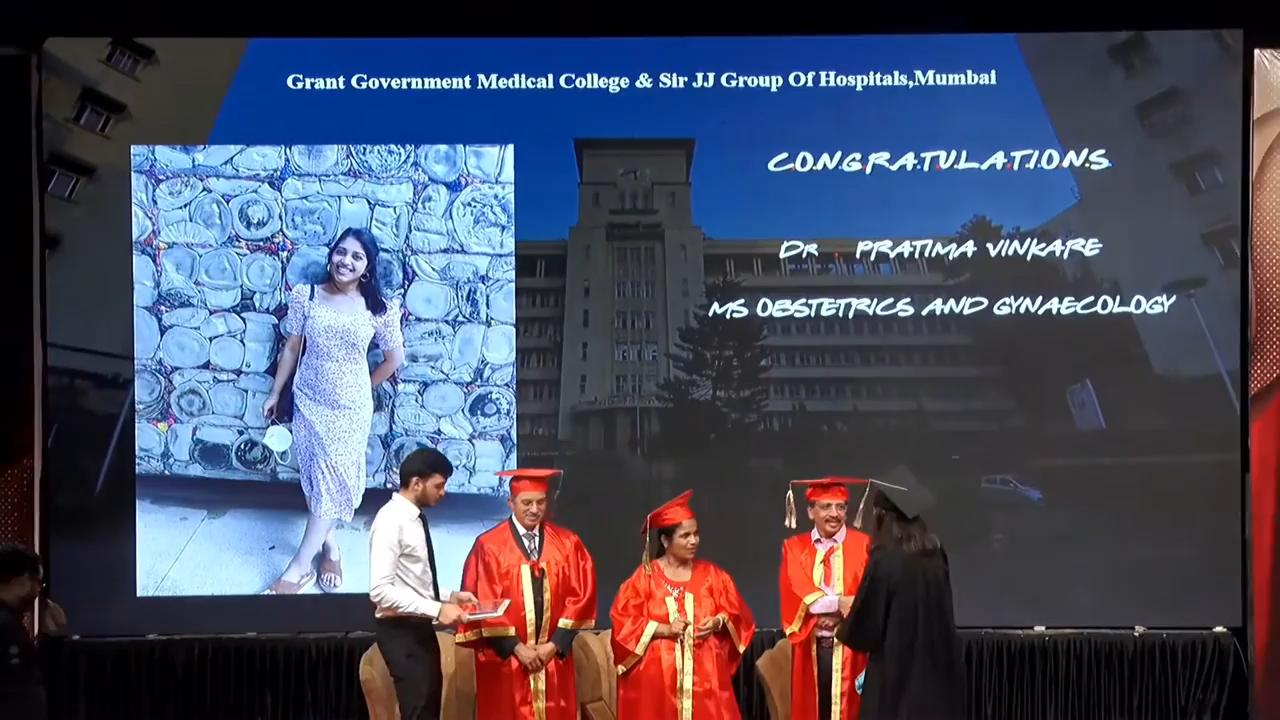 Grant Government Medical College & Sir JJ Group Of Hospitals,Mumbai
CONGRATULATIONS
DR PRATIMA VINKARE
MS OBSTETRICS AND GYNAECOLOGY